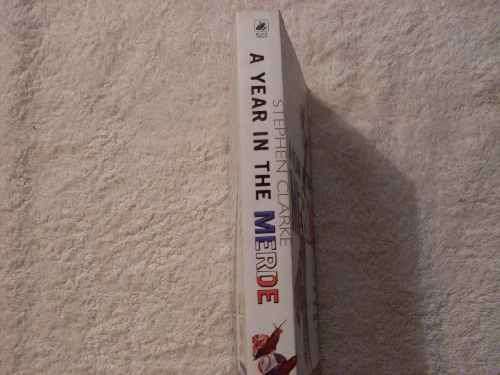 A YEAR IN THE MERDE
STEPHEN CLARKE